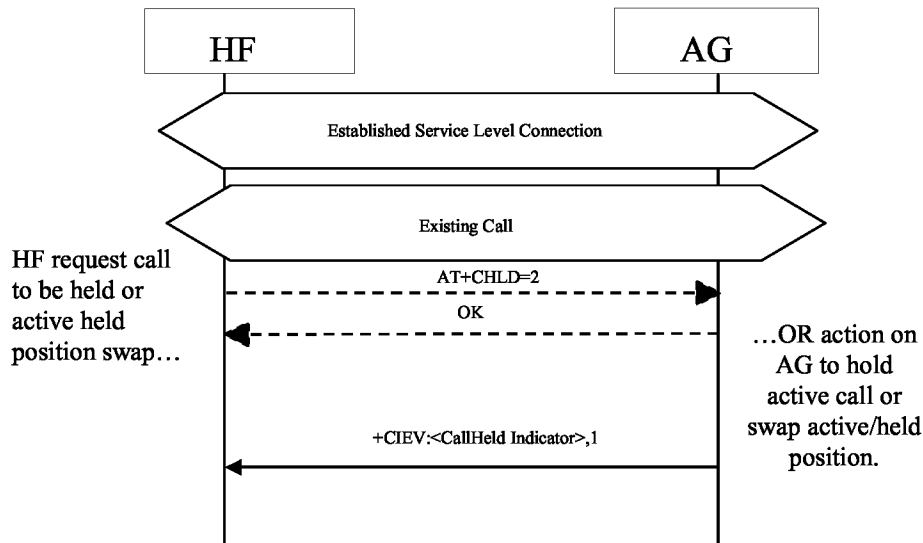 HF
AG
Established Service Level Connection
Existing Call
HF request call
to be held or
active held
position swap…
AT+CHLD=2
OK
…OR action on
AG to hold
active call or
swap active/held
position.
+CIEV:<CallHeld Indicator>,1